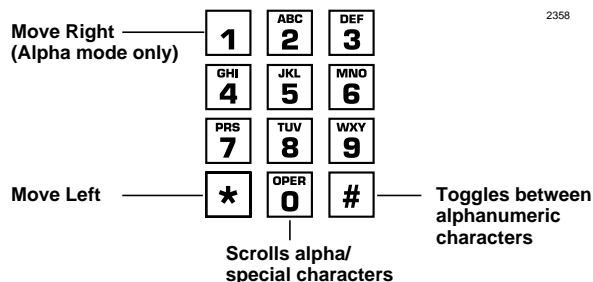 2358
Move Right
(Alpha mode only)
1
ABC
2
DEF
3
GHI
4
JKL
5
MNO
6
PRS
7
TUV
8
WXY
9
Move Left
*
OPER
0
#
Toggles between
alphanumeric
characters
Scrolls alpha/
special characters